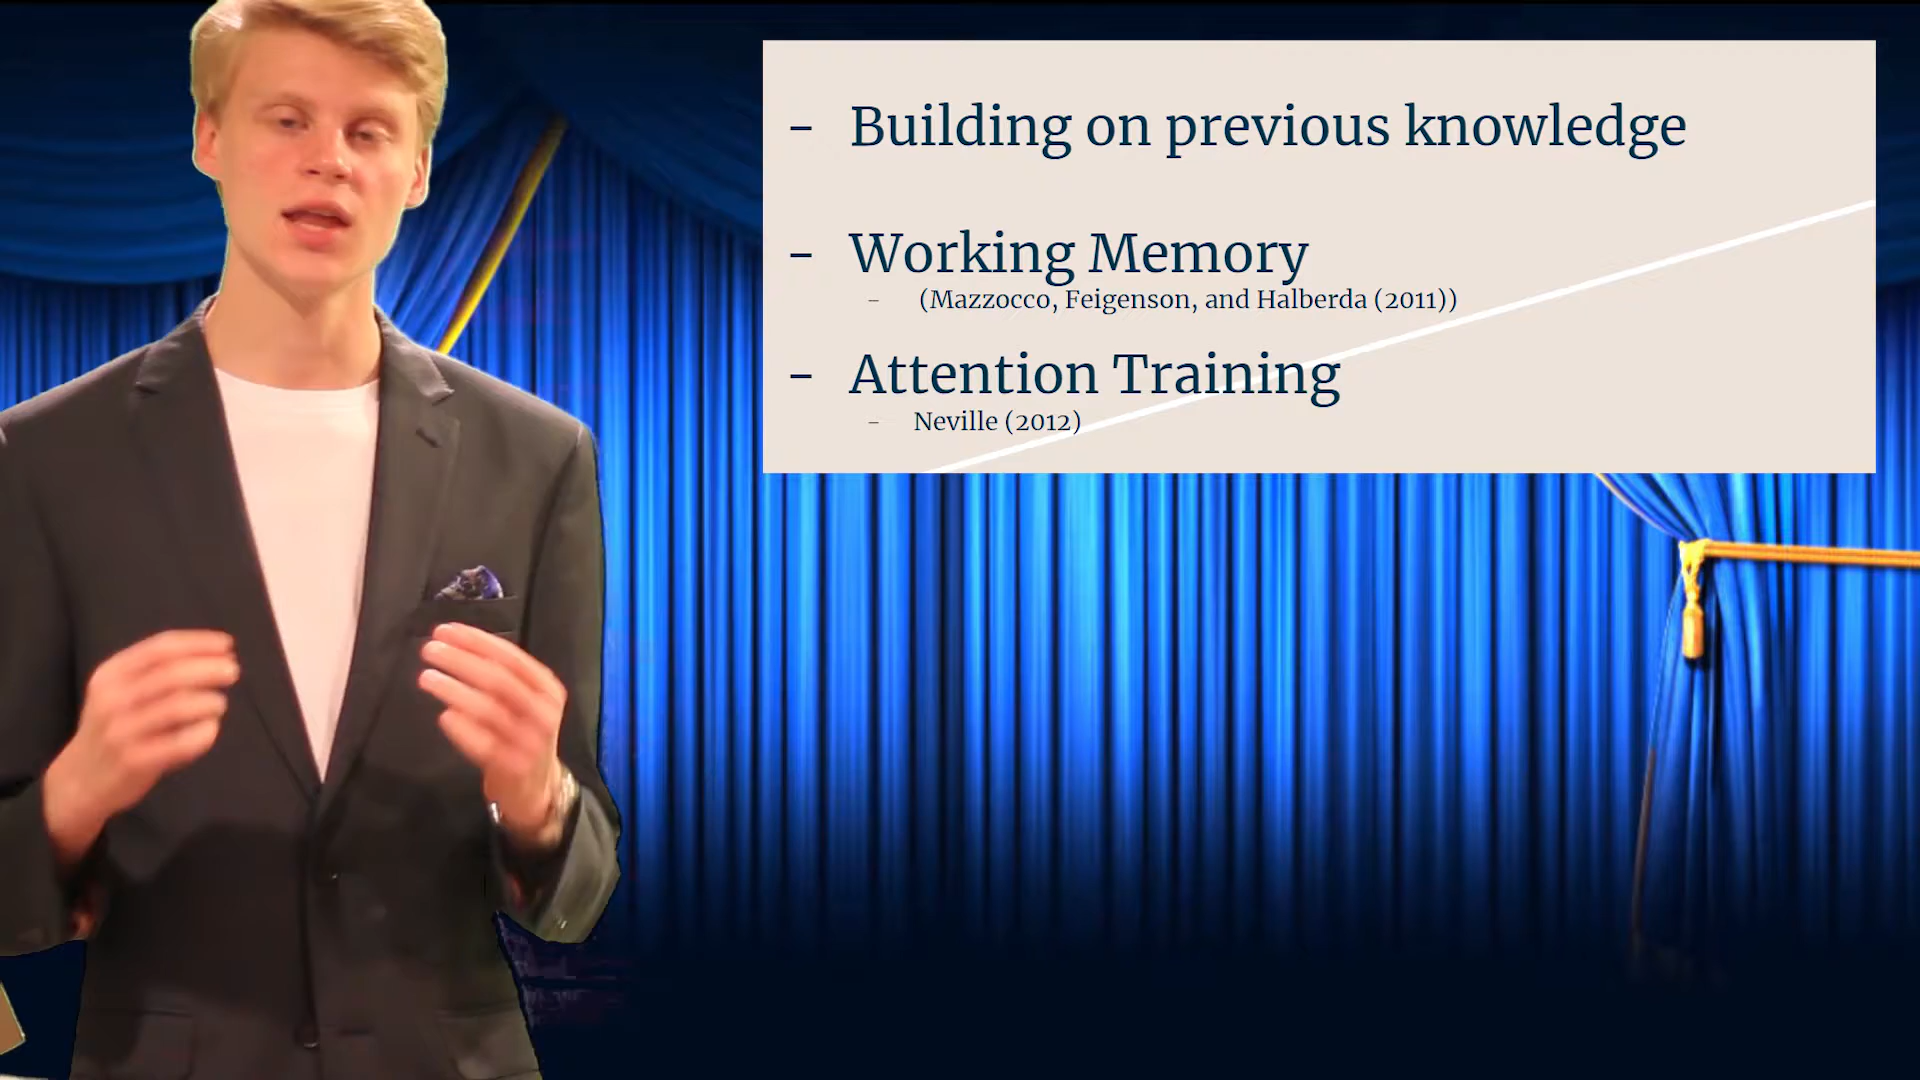 - Building on previous knowledge
- Working Memory
- (Mazzocco, Feigenson, and Halberda (2011))
- Attention Training
- Neville (2012)